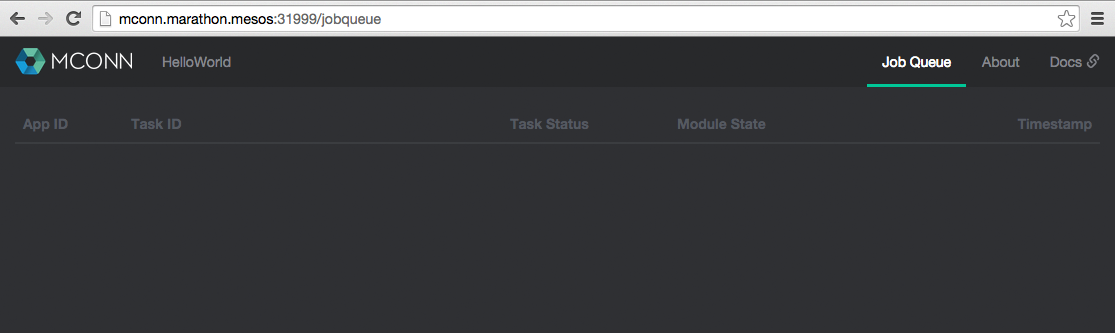 mconn.marathon.mesos:31999/jobqueue
MCONN HelloWorld Job Queue About Docs
App ID Task ID Task Status Module State Timestamp